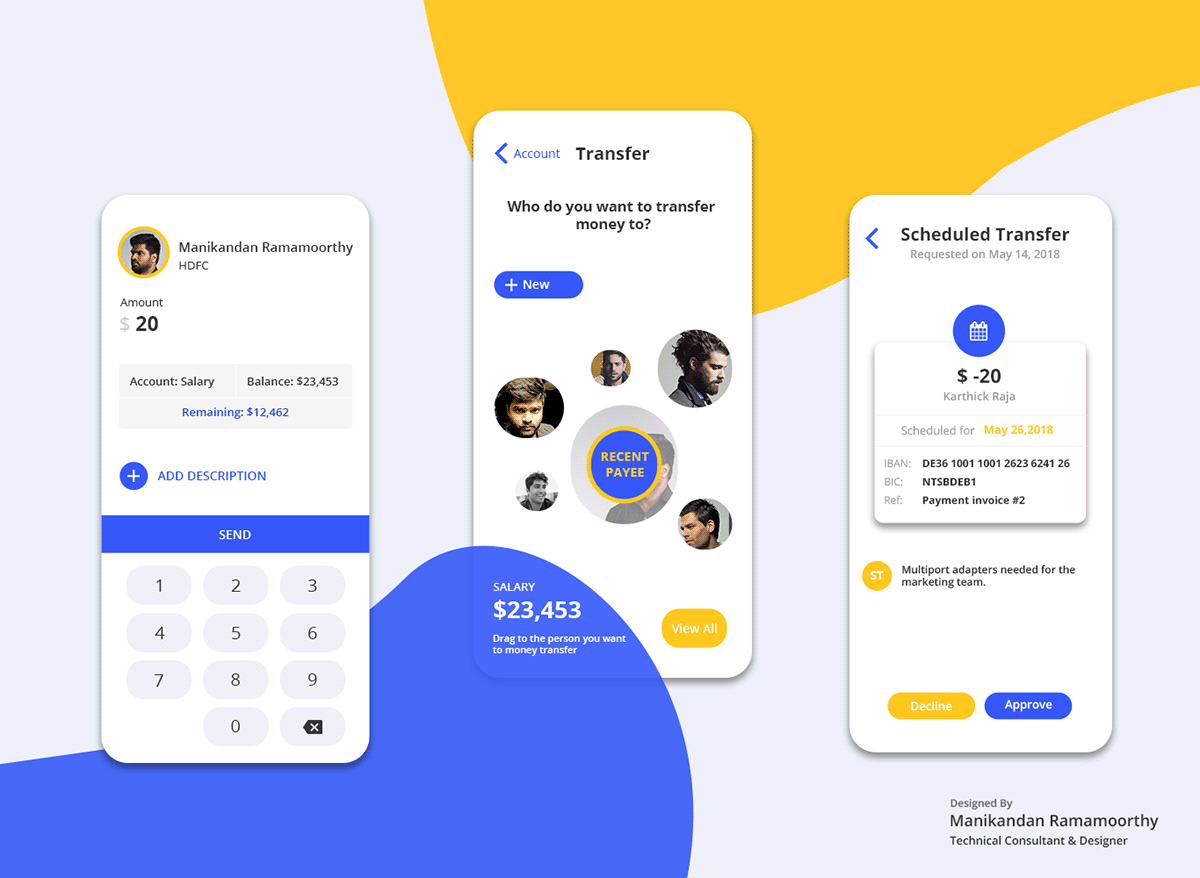 Manikandan Ramamoorthy
HDFC
Amount
$ 20
Account: Salary
Balance: $23,453
Remaining: $12,462
+ ADD DESCRIPTION
SEND
1 2 3
4 5 6
7 8 9
0
Account Transfer
Who do you want to transfer
money to?
+ New
RECENT
PAYEE
SALARY
$23,453
Drag to the person you want
to money transfer
View All
Scheduled Transfer
Requested on May 14, 2018
$ -20
Karthick Raja
Scheduled for May 26,2018
IBAN: DE36 1001 1001 2623 6241 26
BIC: NTSBDEB1
Ref: Payment invoice #2
ST
Multiport adapters needed for the
marketing team.
Decline
Approve
Designed By
Manikandan Ramamoorthy
Technical Consultant & Designer